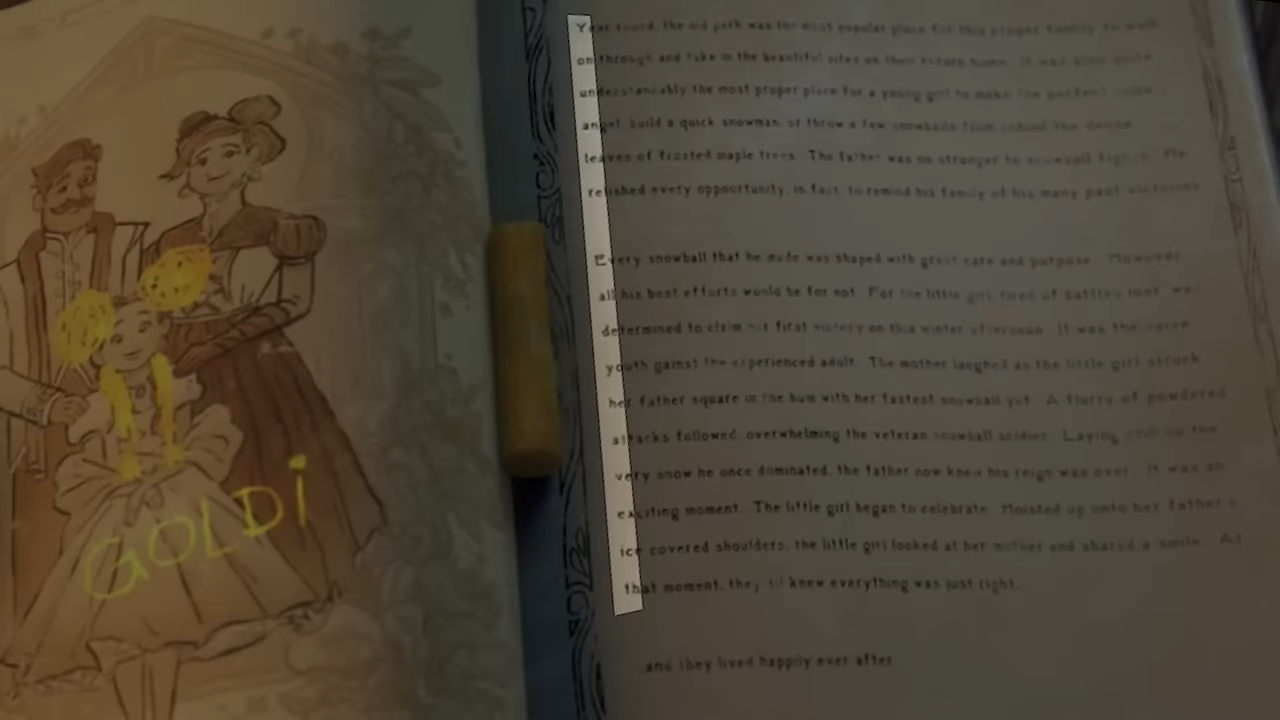 GOLDi
Year round, the old park was the most popular place for this proper family to walk
on through and take in the beautiful sites on their return home. It was also quite
understandably the most proper place for a young girl to make the perfect snow
angel, build a quick snowman, or throw a few snowballs from behind the dense
leaves of frosted maple trees. The father was no stranger to snowball fights. He
relished every opportunity, in fact, to remind his family of his many past victories.
Every snowball that he made was shaped with great care and purpose. However
all his best efforts would be for not. For the little girl, tired of battles lost, was
determined to claim her first victory on this winter afternoon. It was the
youth gainst the experienced adult. The mother laughed as the little girl struck
her father square in the bum with her fastest snowball yet. A flurry of powdered
attacks followed, overwhelming the veteran snowball soldier. Laying still on the
very snow he once dominated, the father now knew his reign was over. It was an
exciting moment. The little girl began to celebrate. Hoisted up onto her father's
ice covered shoulders, the little girl looked at her mother and shared a smile. At
that moment, they all knew everything was just right.
and they lived happily ever after